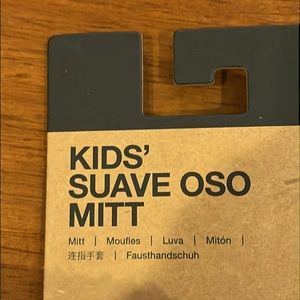 KIDS'
SUAVE OSO
MITT
Mitt | Moufles | Luva | Mitón |
连指手套 | Fausthandschuh